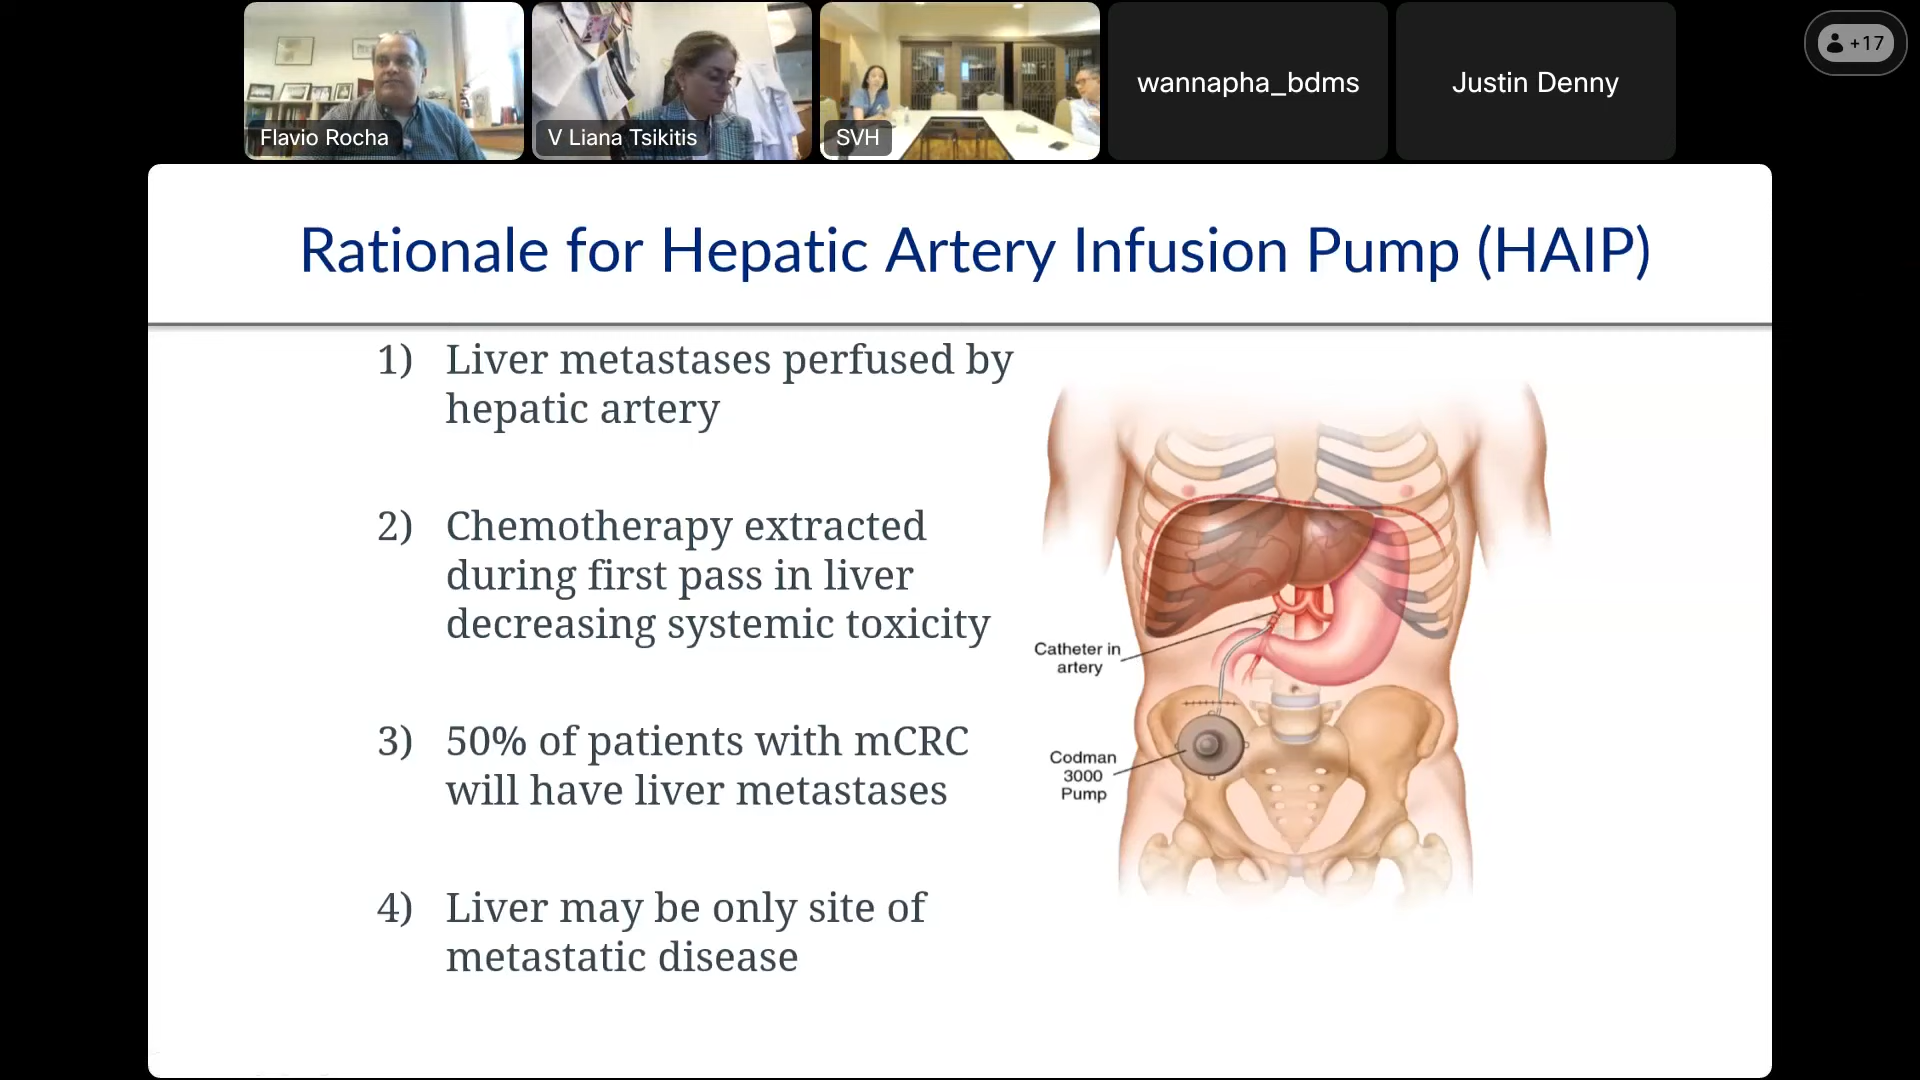 Flavio Rocha
V Liana Tsikitis
SVH
wannapha_bdms
Justin Denny
+17
Rationale for Hepatic Artery Infusion Pump (HAIP)
1) Liver metastases perfused by
hepatic artery
2) Chemotherapy extracted
during first pass in liver
decreasing systemic toxicity
3) 50% of patients with mCRC
will have liver metastases
4) Liver may be only site of
metastatic disease
Catheter in
artery
Codman
3000
Pump